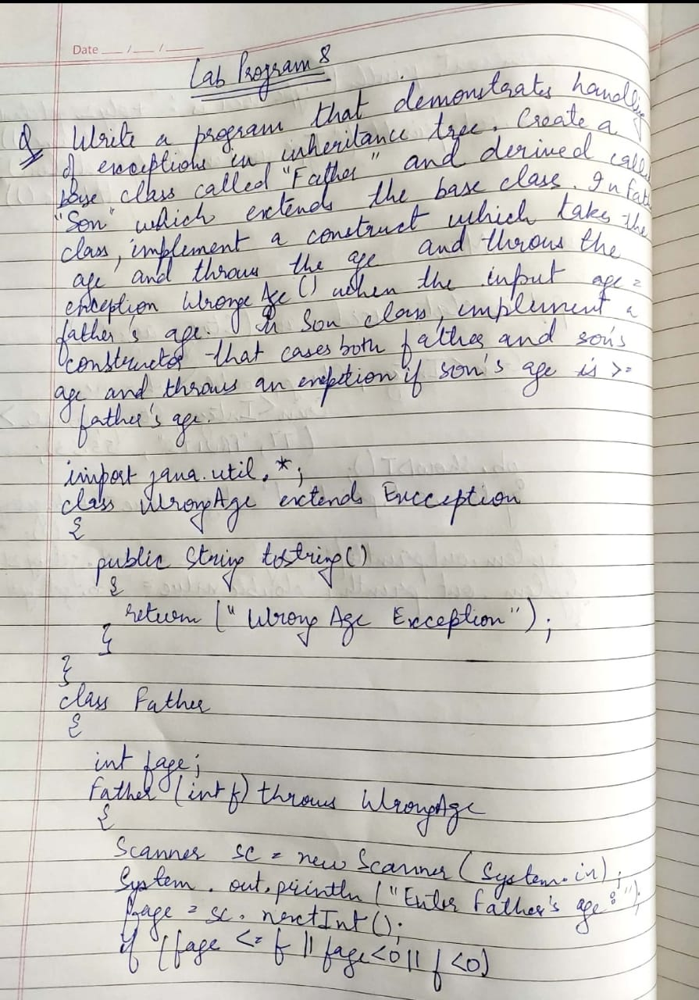 Date __/__/____
Lab Program 8
Q Write a program that demonstrates handling
of exceptions in inheritance tree. Create a
base class called "Father" and derived called
"Son" which extends the base class. In Fath
class, implement a construct which takes the
age and throws the age and throws the
exception Wronge Age () when the input age =
father's age. In Son class, implement a
constructor that cases both father and son's
age and throws an exception if son's age is >=
father's age.
import java.util.*;
class WrongAge extends Exception
{
public String tostring()
{
return ("Wrong Age Exception");
}
}
class Father
{
int fage;
Father (int f) throws WrongAge
{
Scanner sc = new Scanner (System.in);
System.out.println ("Enter Father's age:");
fage = sc.nextInt();
if (fage <= f || fage<0 || f<0)